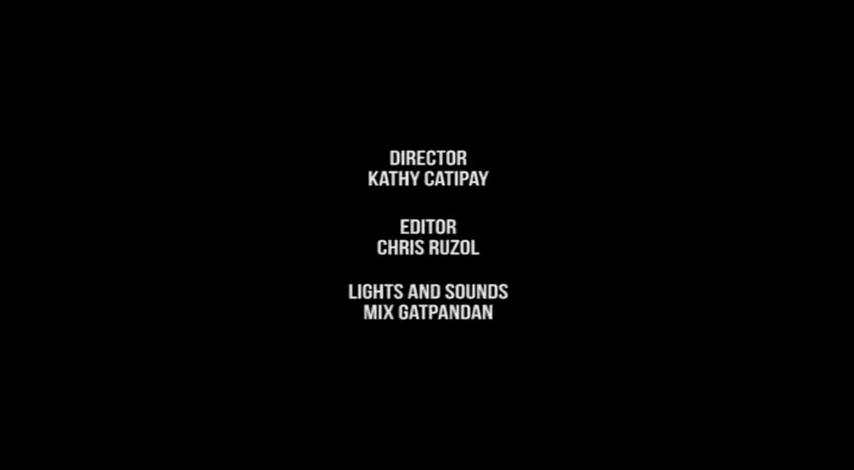 DIRECTOR
KATHY CATIPAY
EDITOR
CHRIS RUZOL
LIGHTS AND SOUNDS
MIX GATPANDAN